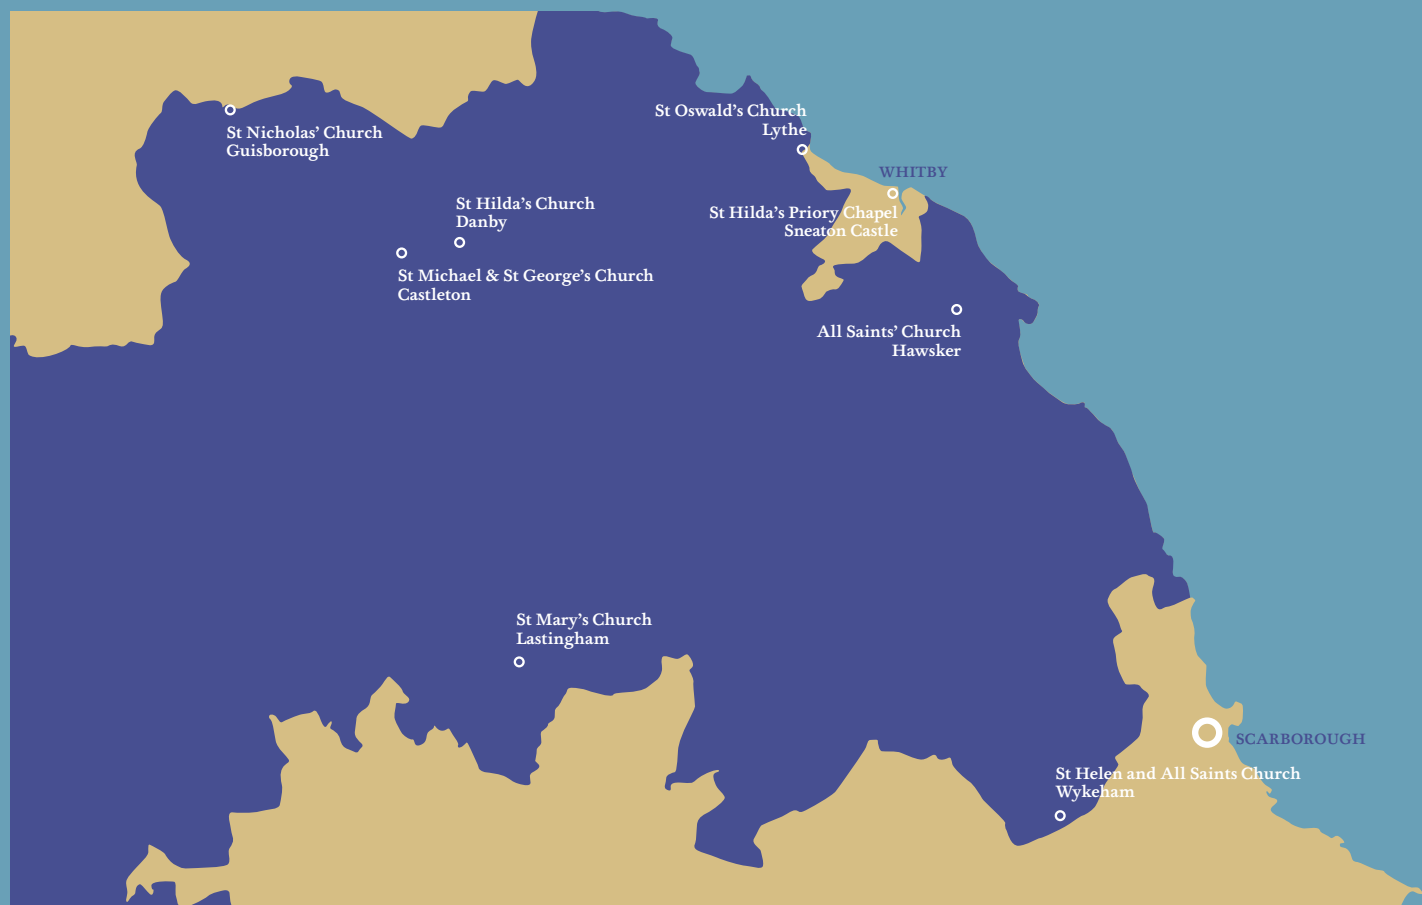 St Oswald’s Church
Lythe
St Nicholas’ Church
Guisborough
WHITBY
St Hilda’s Church
Danby
St Hilda’s Priory Chapel
Sneaton Castle
St Michael & St George’s Church
Castleton
All Saints’ Church
Hawsker
St Mary’s Church
Lastingham
SCARBOROUGH
St Helen and All Saints Church
Wykeham